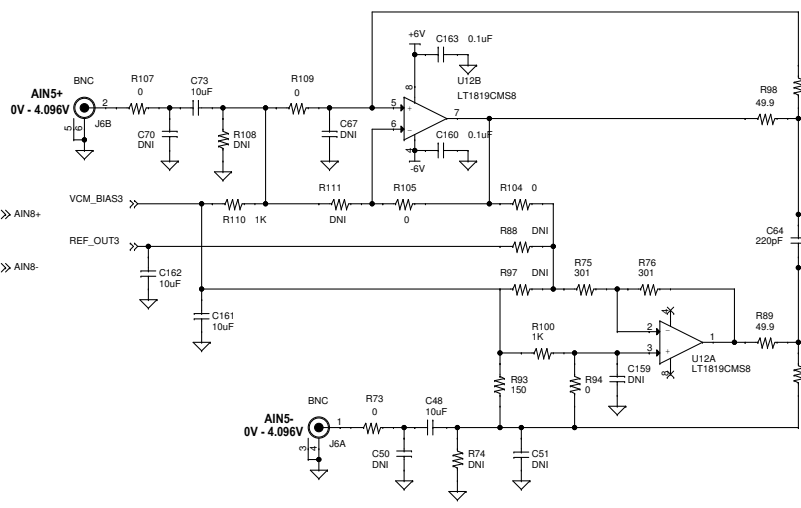 +6V
C163 0.1uF
BNC
R107
0
C73
10uF
R109
0
8
U12B
LT1819CMS8
AIN5+
0V - 4.096V
2
5
+
7
R98
49.9
J6B
5
6
C70
DNI
R108
DNI
C67
DNI
6
-
C160 0.1uF
4
-6V
VCM_BIAS3
R110 1K
R111
DNI
R105
0
R104 0
AIN8+
REF_OUT3
R88 DNI
C64
220pF
AIN8-
C162
10uF
R97 DNI
R75
301
R76
301
C161
10uF
R100
1K
4
2
-
1
3
+
R89
49.9
U12A
LT1819CMS8
8
R93
150
R94
0
C159
DNI
BNC
R73
0
C48
10uF
AIN5-
0V - 4.096V
1
J6A
3
4
C50
DNI
R74
DNI
C51
DNI